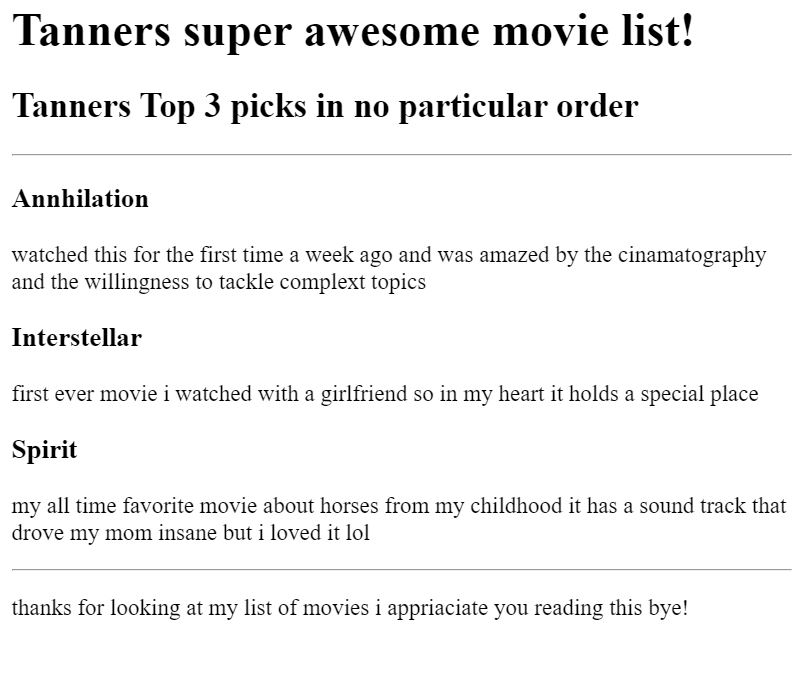 Tanners super awesome movie list!
Tanners Top 3 picks in no particular order
Annhilation
watched this for the first time a week ago and was amazed by the cinamatography
and the willingness to tackle complext topics
Interstellar
first ever movie i watched with a girlfriend so in my heart it holds a special place
Spirit
my all time favorite movie about horses from my childhood it has a sound track that
drove my mom insane but i loved it lol
thanks for looking at my list of movies i appriaciate you reading this bye!